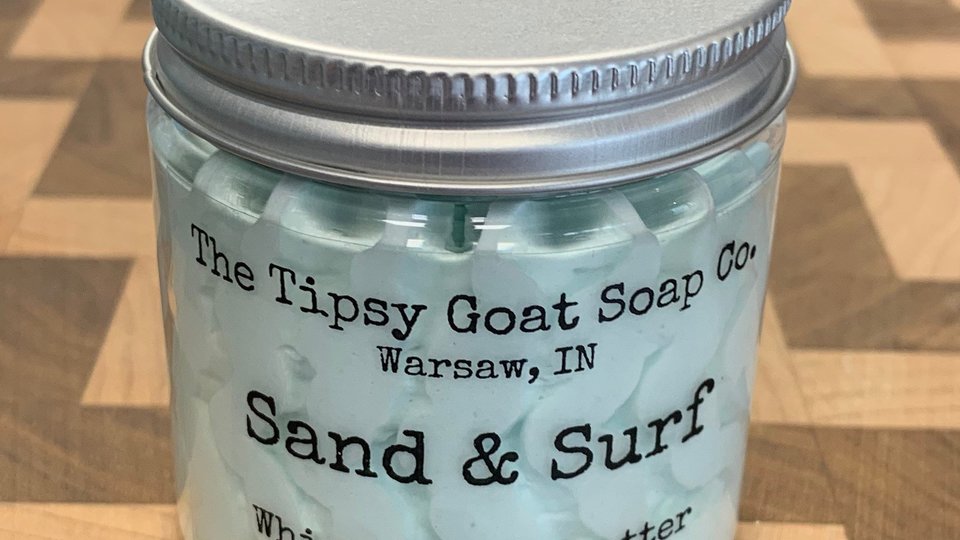 The Tipsy Goat Soap Co.
Warsaw, IN
Sand & Surf